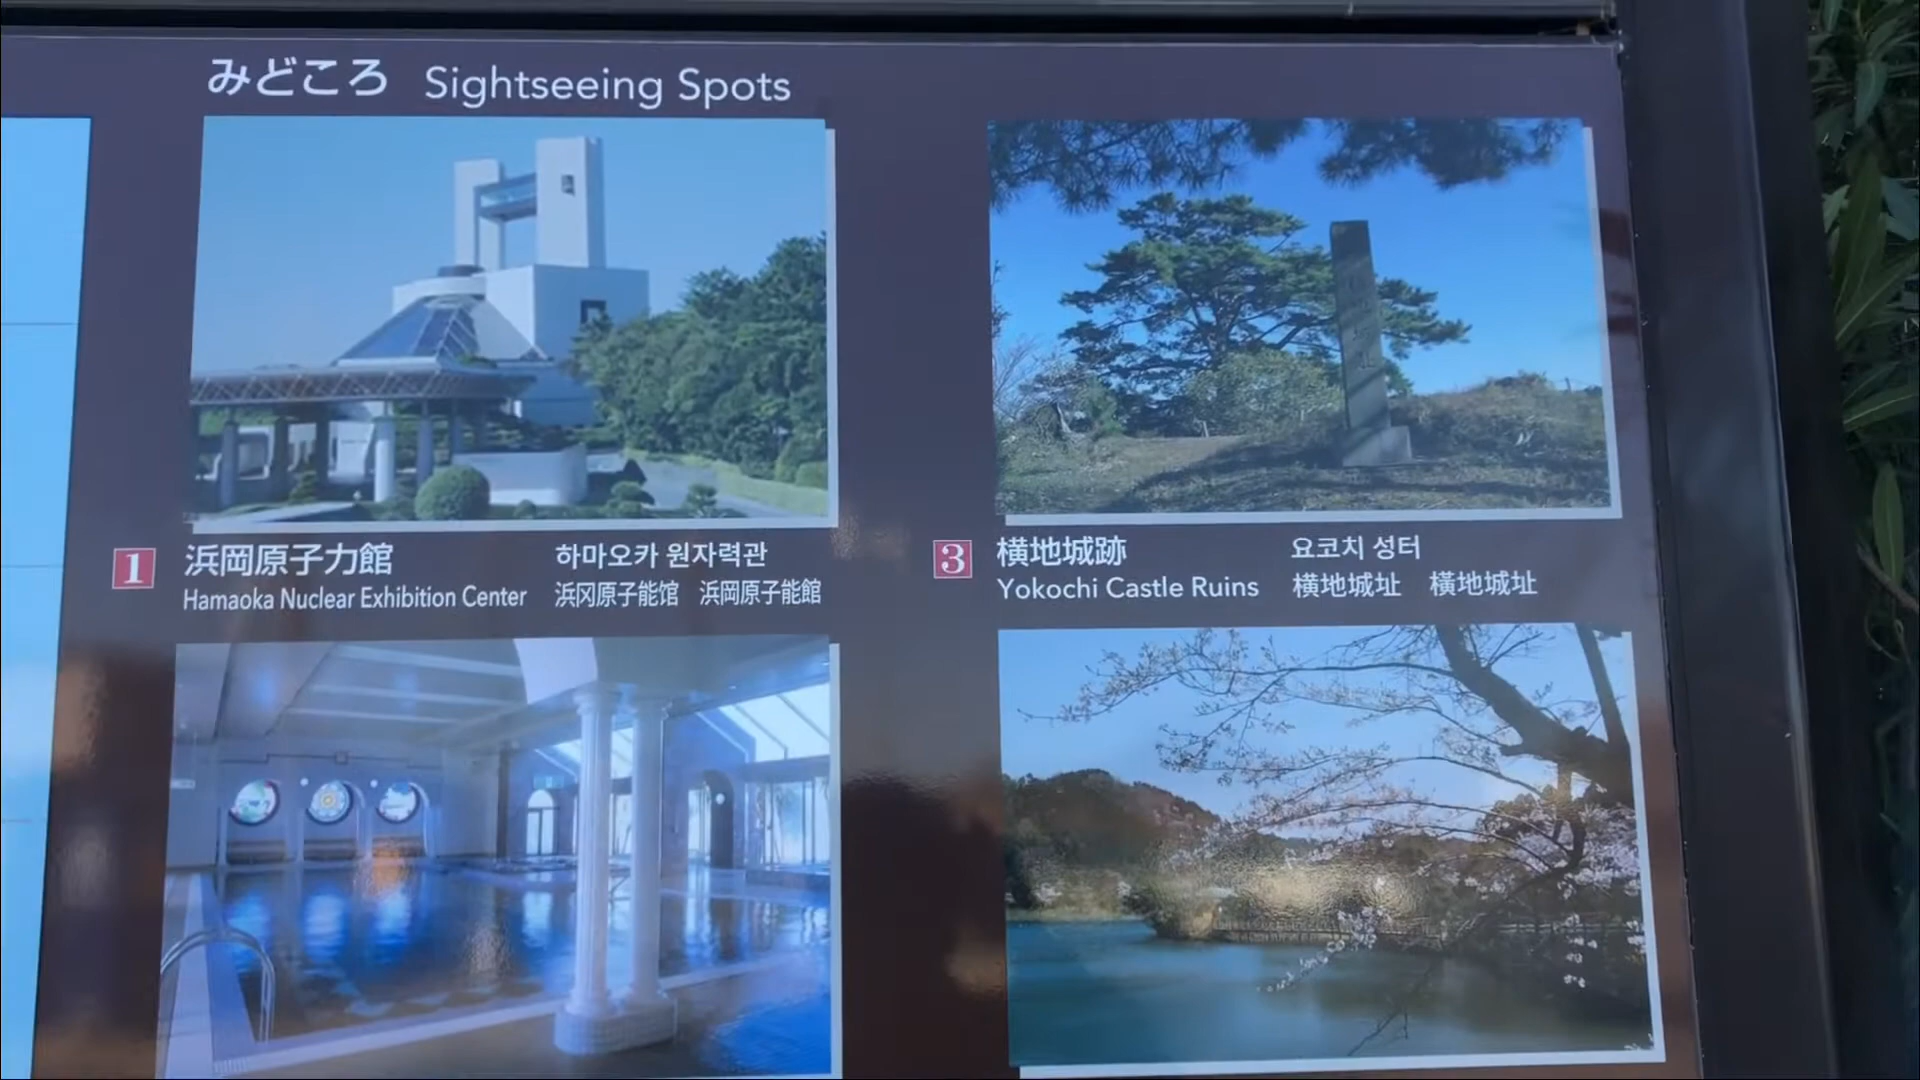 みどころ Sightseeing Spots
1 浜岡原子力館 하마오카 원자력관
Hamaoka Nuclear Exhibition Center 浜冈原子能馆 浜岡原子能館
3 横地城跡 요코치 성터
Yokochi Castle Ruins 横地城址 橫地城址